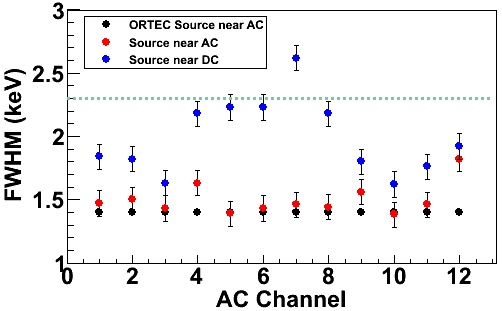 ORTEC Source near AC
Source near AC
Source near DC
FWHM (keV)
3
2.5
2
1.5
1
0 2 4 6 8 10 12
AC Channel